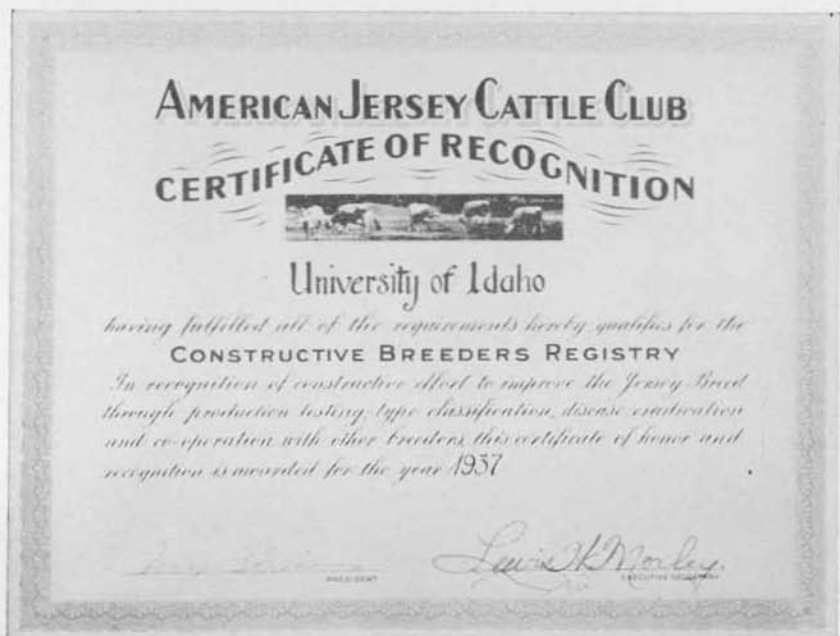 AMERICAN JERSEY CATTLE CLUB
CERTIFICATE OF RECOGNITION
University of Idaho
having fulfilled all of the requirements hereby qualifies for the
CONSTRUCTIVE BREEDERS REGISTRY
In recognition of constructive effort to improve the Jersey Breed
through production testing, type classification, disease eradication
and co-operation with other breeders, this certificate of honor and
recognition is awarded for the year 1937
Lewis W Morley
PRESIDENT
EXECUTIVE SECRETARY